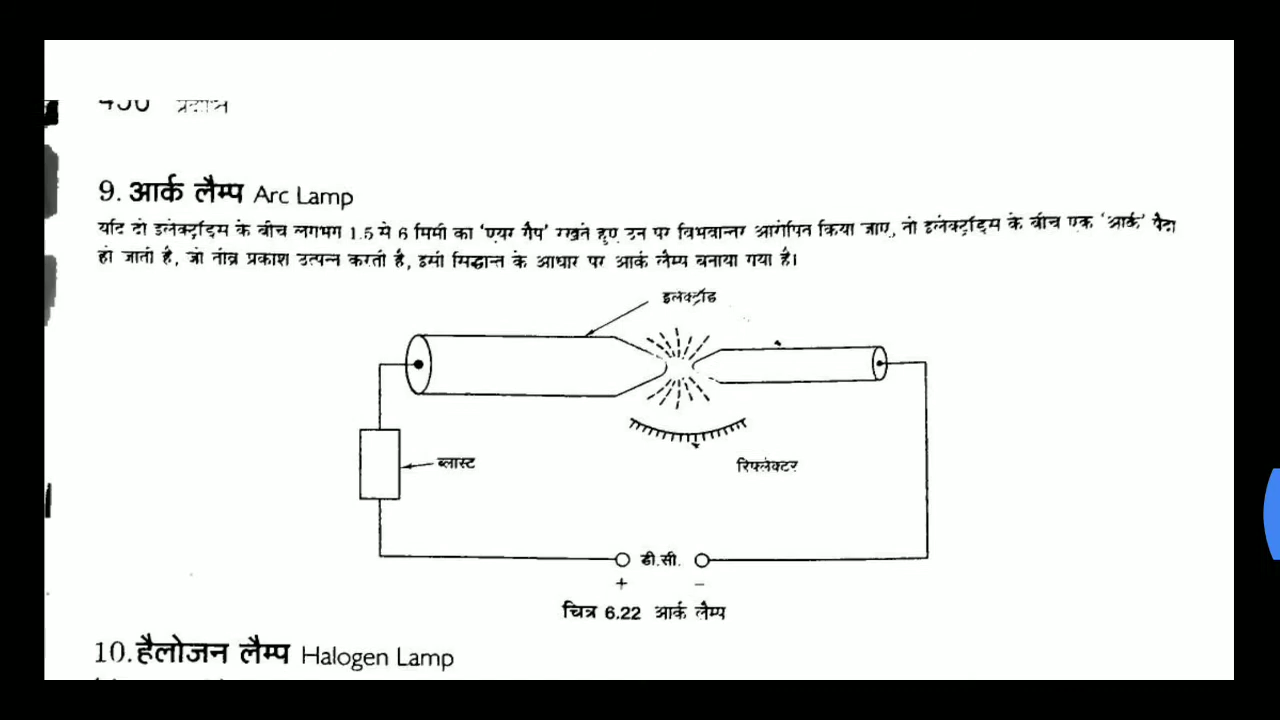 9. आर्क लैम्प Arc Lamp
यदि दो इलेक्ट्रॉड्स के बीच लगभग 1.5 से 6 मिमी का 'एयर गैप' रखते हुए उन पर विभवान्तर आरोपित किया जाए, तो इलेक्ट्रॉड्स के बीच एक 'आर्क' पैदा
हो जाती है, जो तीव्र प्रकाश उत्पन्न करती है, इसी सिद्धान्त के आधार पर आर्क लैम्प बनाया गया है।
इलेक्ट्रॉड
ब्लास्ट
रिफ्लेक्टर
डी.सी.
+ −
चित्र 6.22 आर्क लैम्प
10. हैलोजन लैम्प Halogen Lamp